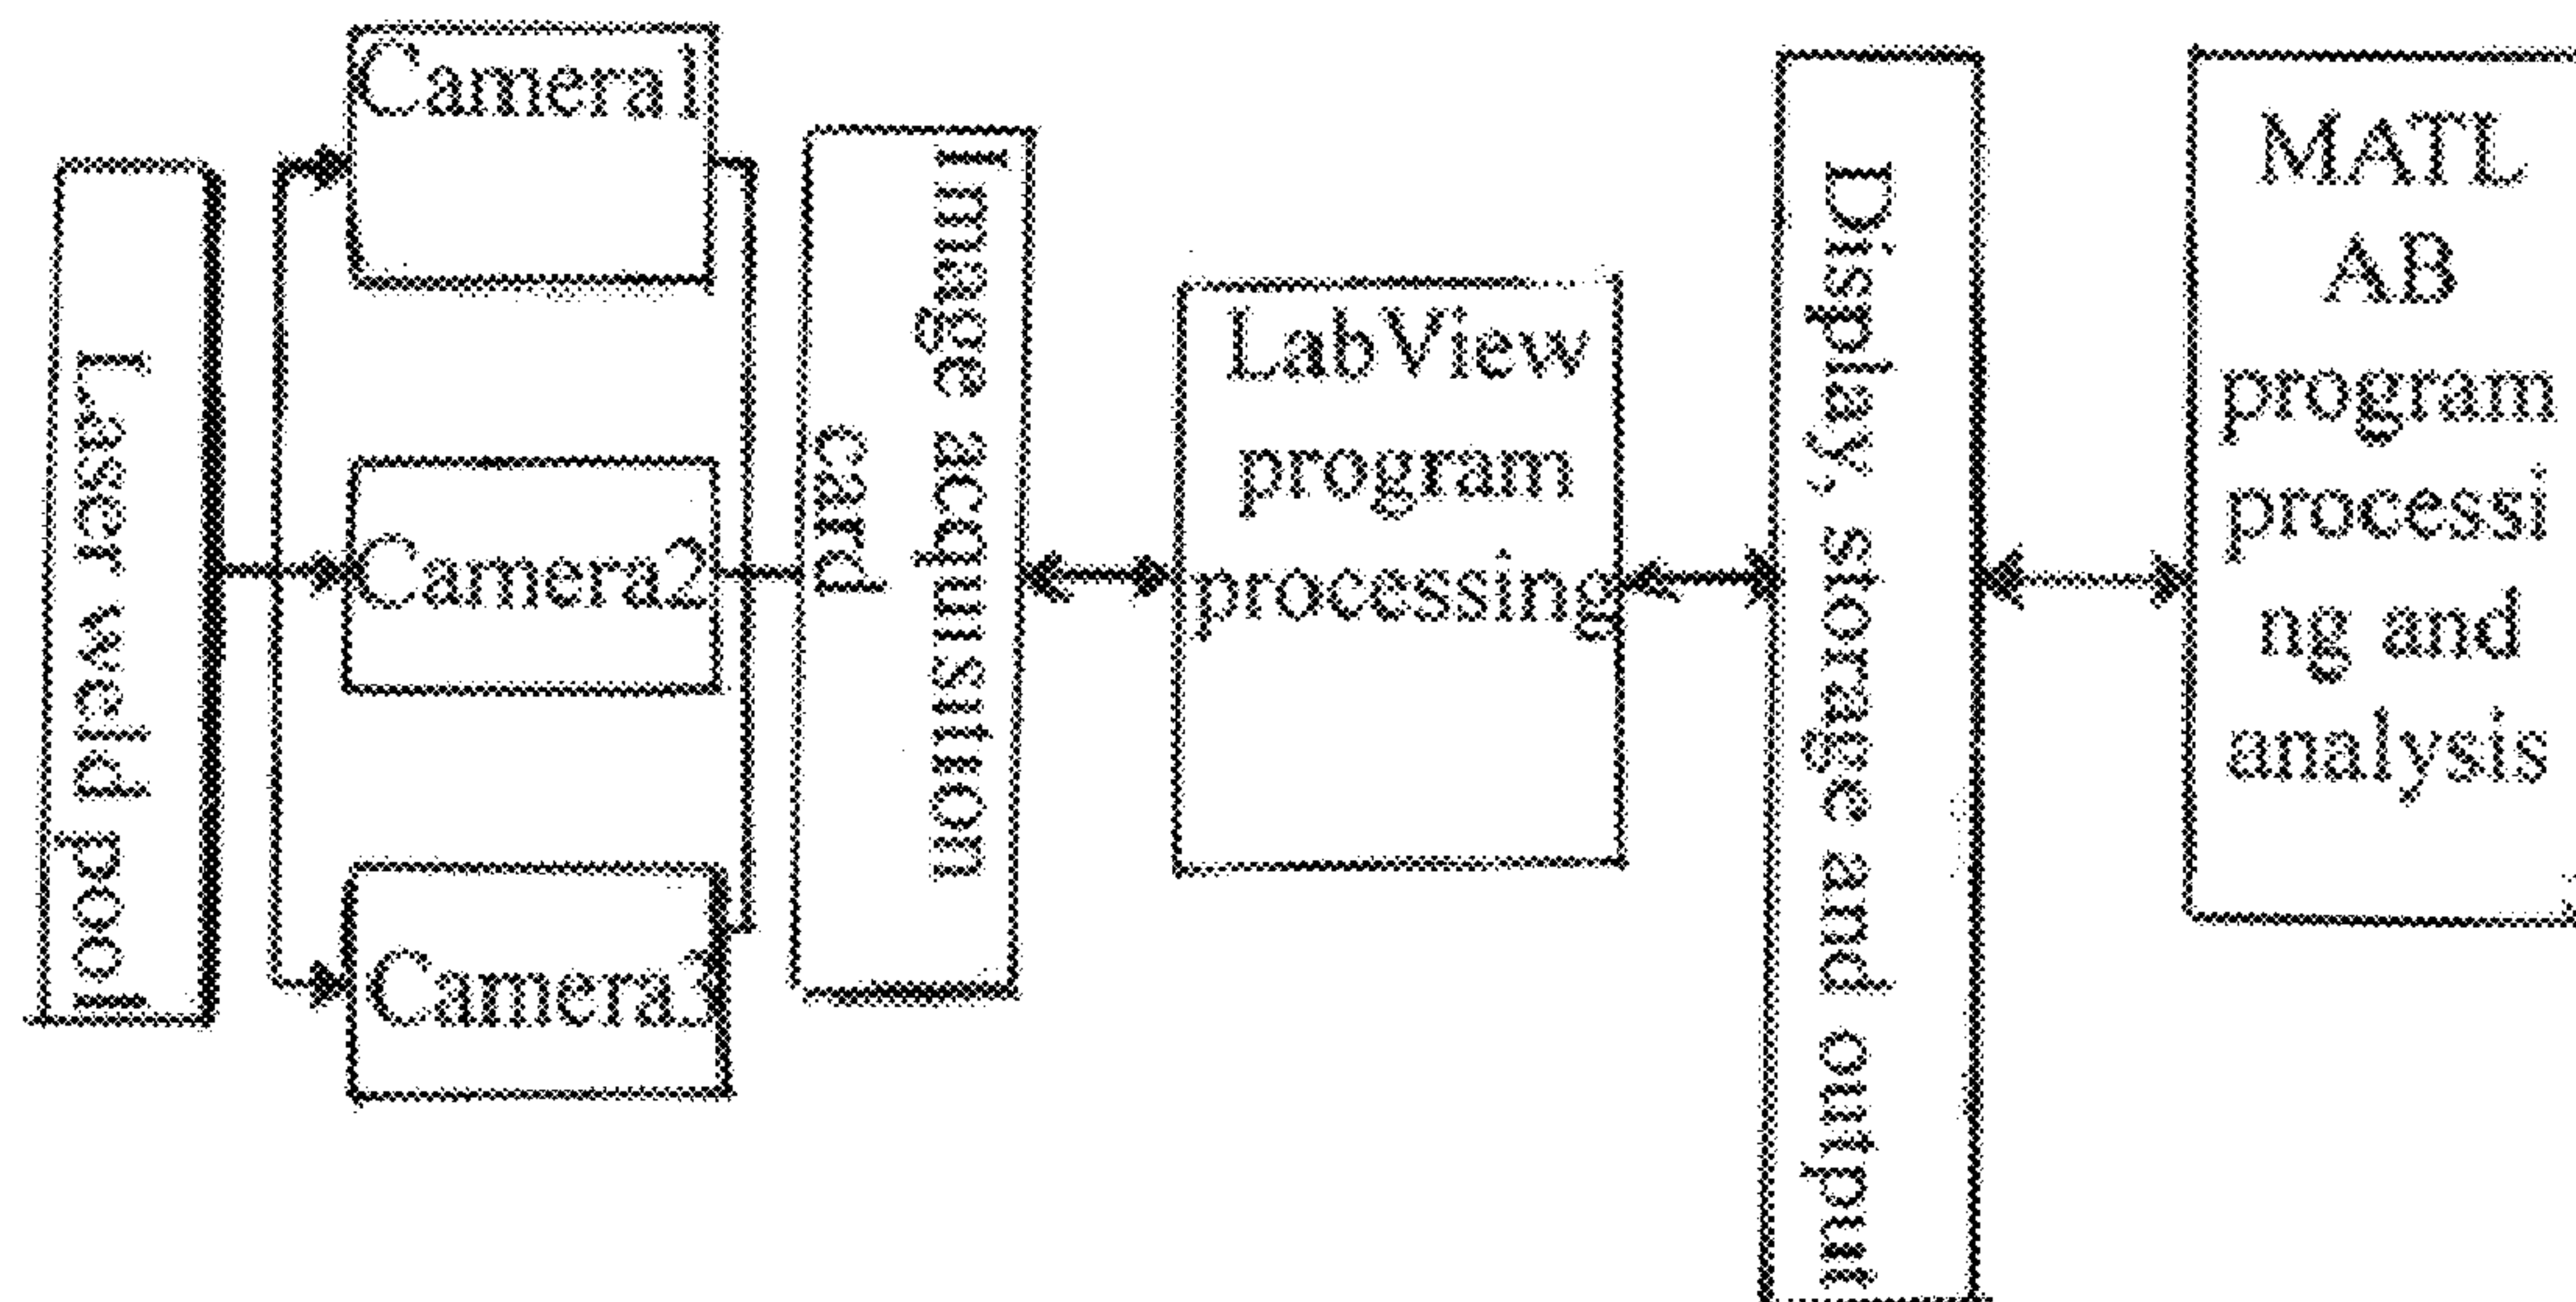 Laser weld pool
Camera1
Camera2
Camera3
Image acquisition
card
LabView
program
processing
Display, storage and output
MATL
AB
program
processi
ng and
analysis